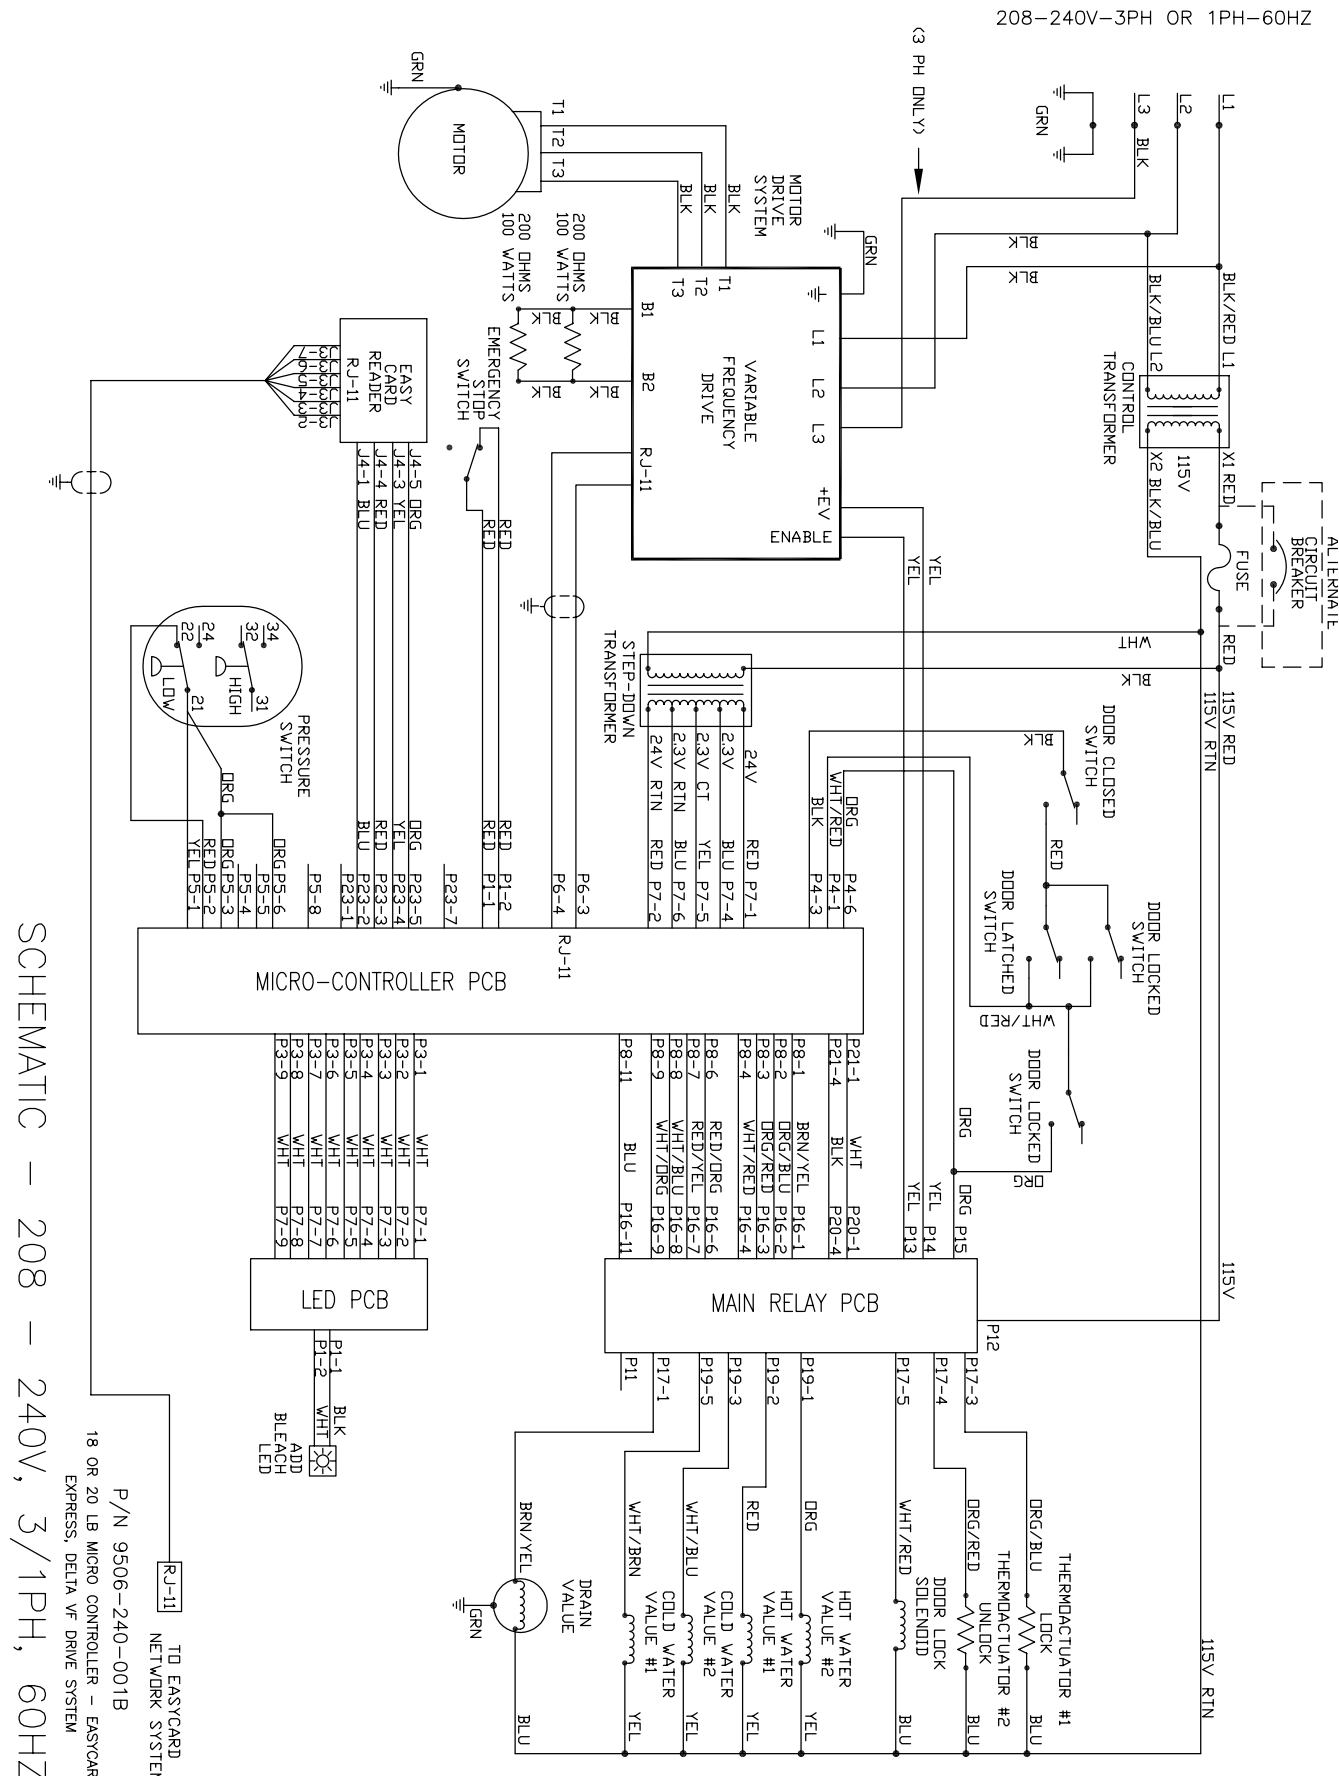 208-240V-3PH OR 1PH-60HZ
L1
L2
L3
BLK
GRN
(3 PH ONLY)
GRN
MOTOR
T1
T2
T3
BLK
BLK
BLK
MOTOR
DRIVE
SYSTEM
GRN
BLK
BLK
BLK/RED L1
BLK/BLU L2
CONTROL
TRANSFORMER
X1 RED
115V
X2 BLK/BLU
ALTERNATE
CIRCUIT
BREAKER
FUSE
RED
WHT
BLK
115V RED
115V RTN
T1
T2
T3
L1
L2
L3
+EV
ENABLE
B1
B2
RJ-11
VARIABLE
FREQUENCY
DRIVE
200 OHMS
100 WATTS
200 OHMS
100 WATTS
BLK
BLK
BLK
BLK
EMERGENCY
STOP
SWITCH
RED
RED
YEL
YEL
EASY
CARD
READER
RJ-11
J3-7
J3-6
J3-5
J3-4
J3-3
J3-2
J4-5 ORG
J4-3 YEL
J4-4 RED
J4-1 BLU
STEP-DOWN
TRANSFORMER
24V
2.3V
2.3V CT
2.3V RTN
24V RTN
RED P7-1
BLU P7-4
YEL P7-5
BLU P7-6
RED P7-2
34
32
24
22
31
21
HIGH
LOW
PRESSURE
SWITCH
ORG
YEL P5-1
RED P5-2
ORG P5-3
P5-4
P5-5
ORG P5-6
P5-8
P23-1
BLU P23-2
RED P23-3
YEL P23-4
ORG P23-5
P23-7
RED P1-1
RED P1-2
P6-4
P6-3
RJ-11
BLK
ORG
WHT/RED
BLK
P4-3
P4-1
P4-6
DOOR CLOSED
SWITCH
RED
DOOR LATCHED
SWITCH
DOOR LOCKED
SWITCH
WHT/RED
DOOR LOCKED
SWITCH
ORG
ORG
MICRO-CONTROLLER PCB
P3-9
P3-8
P3-7
P3-6
P3-5
P3-4
P3-3
P3-2
P3-1
WHT
WHT
WHT
WHT
WHT
WHT
WHT
WHT
WHT
P7-9
P7-8
P7-7
P7-6
P7-5
P7-4
P7-3
P7-2
P7-1
LED PCB
P1-2
P1-1
WHT
BLK
ADD
BLEACH
LED
P8-11 BLU P16-11
P8-9 WHT/ORG P16-9
P8-8 WHT/BLU P16-8
P8-7 RED/YEL P16-7
P8-6 RED/ORG P16-6
P8-4 WHT/RED P16-4
P8-3 ORG/RED P16-3
P8-2 ORG/BLU P16-2
P8-1 BRN/YEL P16-1
P21-4 BLK P20-4
P21-1 WHT P20-1
YEL P13
YEL P14
ORG P15
115V
MAIN RELAY PCB
P12
P11
P17-1
P19-5
P19-3
P19-2
P19-1
P17-5
P17-4
P17-3
BRN/YEL
WHT/BRN
WHT/BLU
RED
ORG
WHT/RED
ORG/RED
ORG/BLU
DRAIN
VALUE
GRN
COLD WATER
VALUE #1
COLD WATER
VALUE #2
HOT WATER
VALUE #1
HOT WATER
VALUE #2
DOOR LOCK
SOLENOID
THERMOACTUATOR #2
UNLOCK
THERMOACTUATOR #1
LOCK
BLU
YEL
YEL
YEL
YEL
BLU
BLU
BLU
115V RTN
RJ-11
TO EASYCARD
NETWORK SYSTEM
P/N 9506-240-001B
18 OR 20 LB MICRO CONTROLLER - EASYCAR
EXPRESS, DELTA VF DRIVE SYSTEM
SCHEMATIC - 208 - 240V, 3/1PH, 60HZ